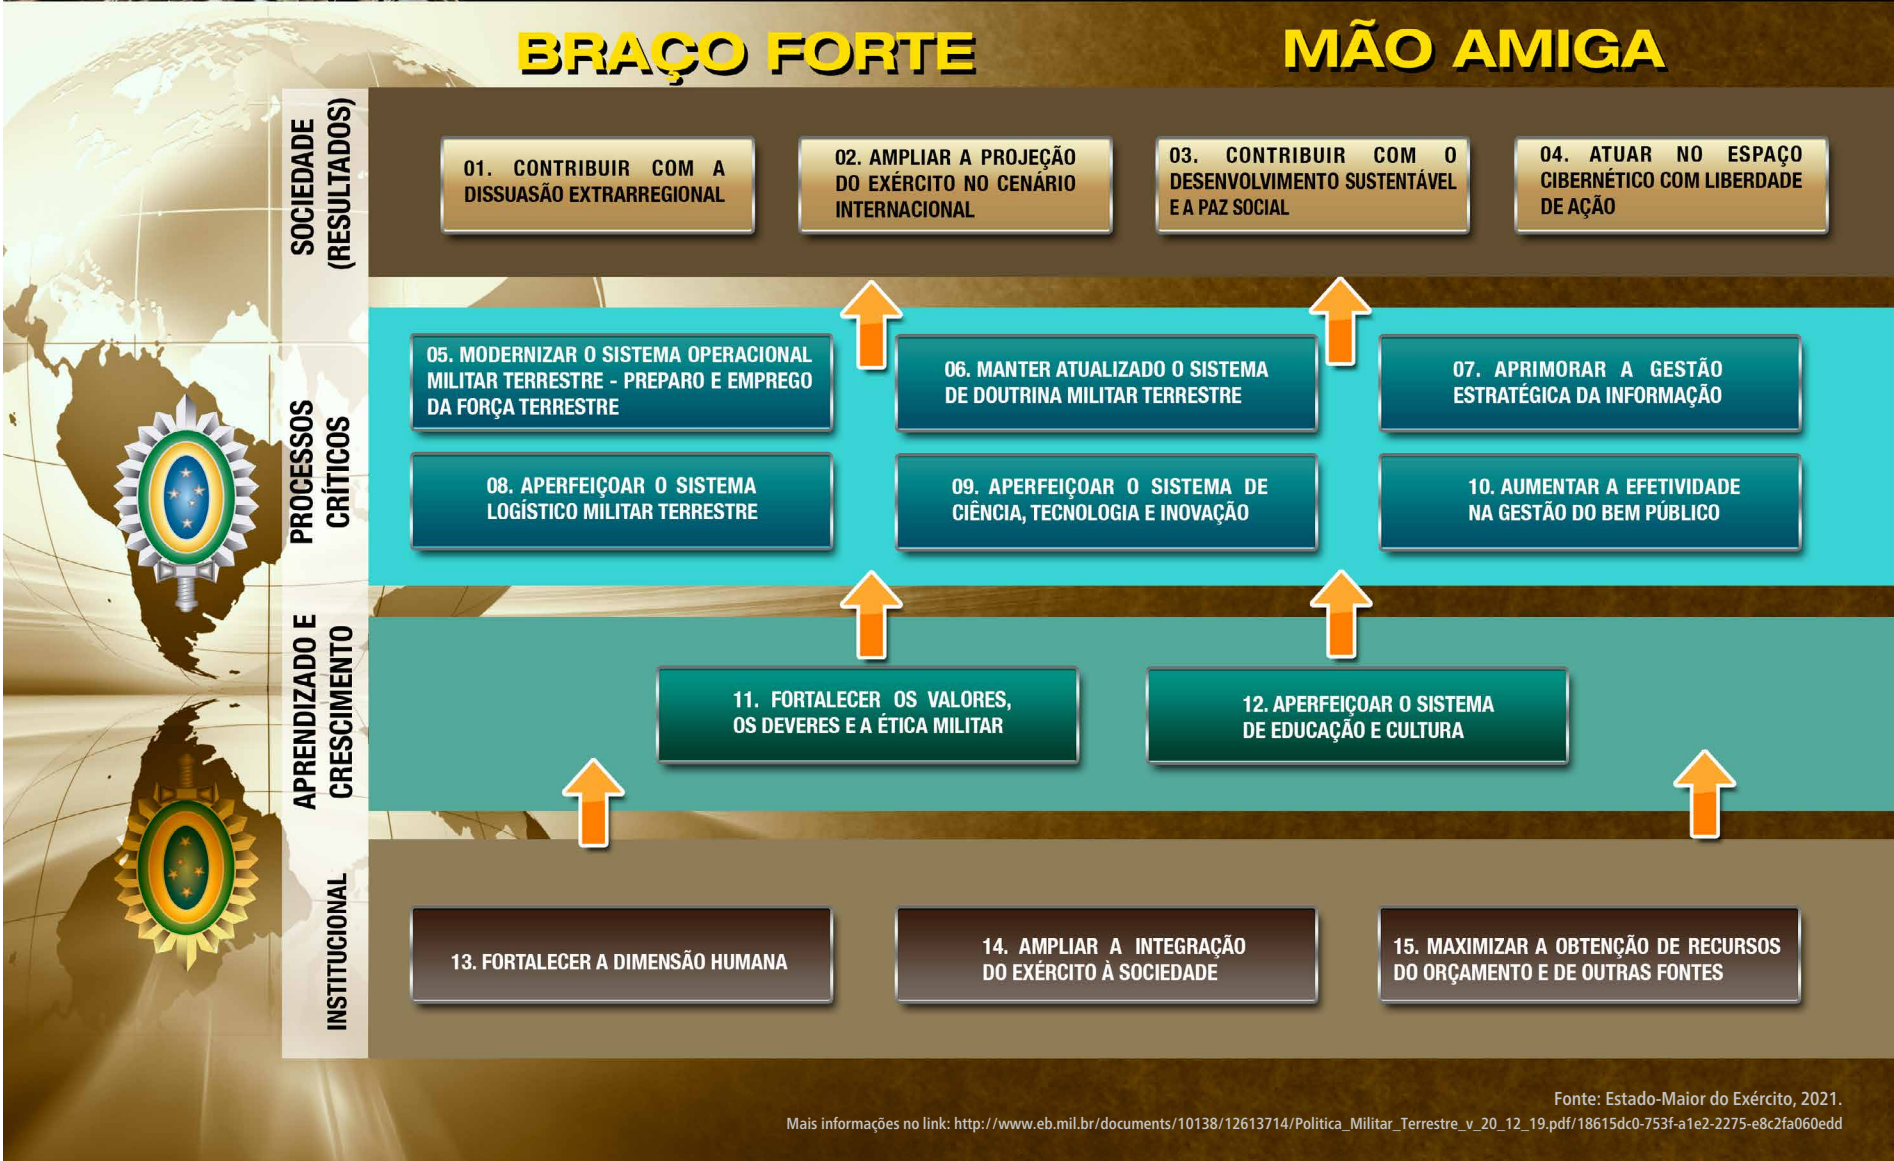 BRAÇO FORTE
MÃO AMIGA
SOCIEDADE
(RESULTADOS)
01. CONTRIBUIR COM A
DISSUASÃO EXTRARREGIONAL
02. AMPLIAR A PROJEÇÃO
DO EXÉRCITO NO CENÁRIO
INTERNACIONAL
03. CONTRIBUIR COM O
DESENVOLVIMENTO SUSTENTÁVEL
E A PAZ SOCIAL
04. ATUAR NO ESPAÇO
CIBERNÉTICO COM LIBERDADE
DE AÇÃO
PROCESSOS
CRÍTICOS
05. MODERNIZAR O SISTEMA OPERACIONAL
MILITAR TERRESTRE - PREPARO E EMPREGO
DA FORÇA TERRESTRE
06. MANTER ATUALIZADO O SISTEMA
DE DOUTRINA MILITAR TERRESTRE
07. APRIMORAR A GESTÃO
ESTRATÉGICA DA INFORMAÇÃO
08. APERFEIÇOAR O SISTEMA
LOGÍSTICO MILITAR TERRESTRE
09. APERFEIÇOAR O SISTEMA DE
CIÊNCIA, TECNOLOGIA E INOVAÇÃO
10. AUMENTAR A EFETIVIDADE
NA GESTÃO DO BEM PÚBLICO
APRENDIZADO E
CRESCIMENTO
11. FORTALECER OS VALORES,
OS DEVERES E A ÉTICA MILITAR
12. APERFEIÇOAR O SISTEMA
DE EDUCAÇÃO E CULTURA
INSTITUCIONAL
13. FORTALECER A DIMENSÃO HUMANA
14. AMPLIAR A INTEGRAÇÃO
DO EXÉRCITO À SOCIEDADE
15. MAXIMIZAR A OBTENÇÃO DE RECURSOS
DO ORÇAMENTO E DE OUTRAS FONTES
Fonte: Estado-Maior do Exército, 2021.
Mais informações no link: http://www.eb.mil.br/documents/10138/12613714/Politica_Militar_Terrestre_v_20_12_19.pdf/18615dc0-753f-a1e2-2275-e8c2fa060edd